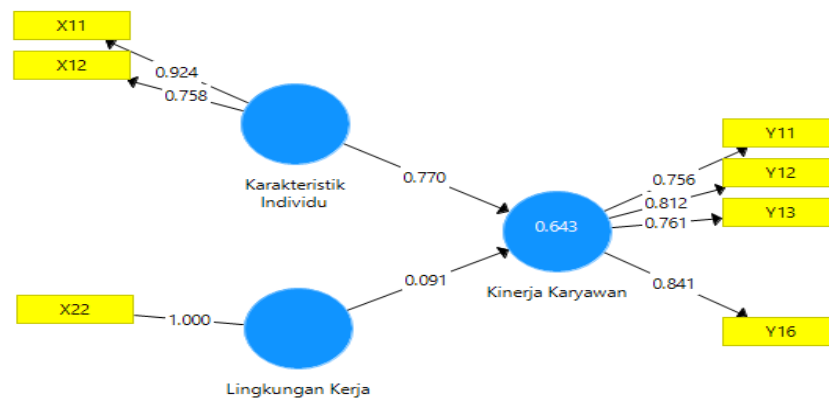 X11
X12
0.924
0.758
Karakteristik
Individu
0.770
Y11
Y12
Y13
0.756
0.812
0.761
0.643
Kinerja Karyawan
0.841
Y16
0.091
X22
1.000
Lingkungan Kerja